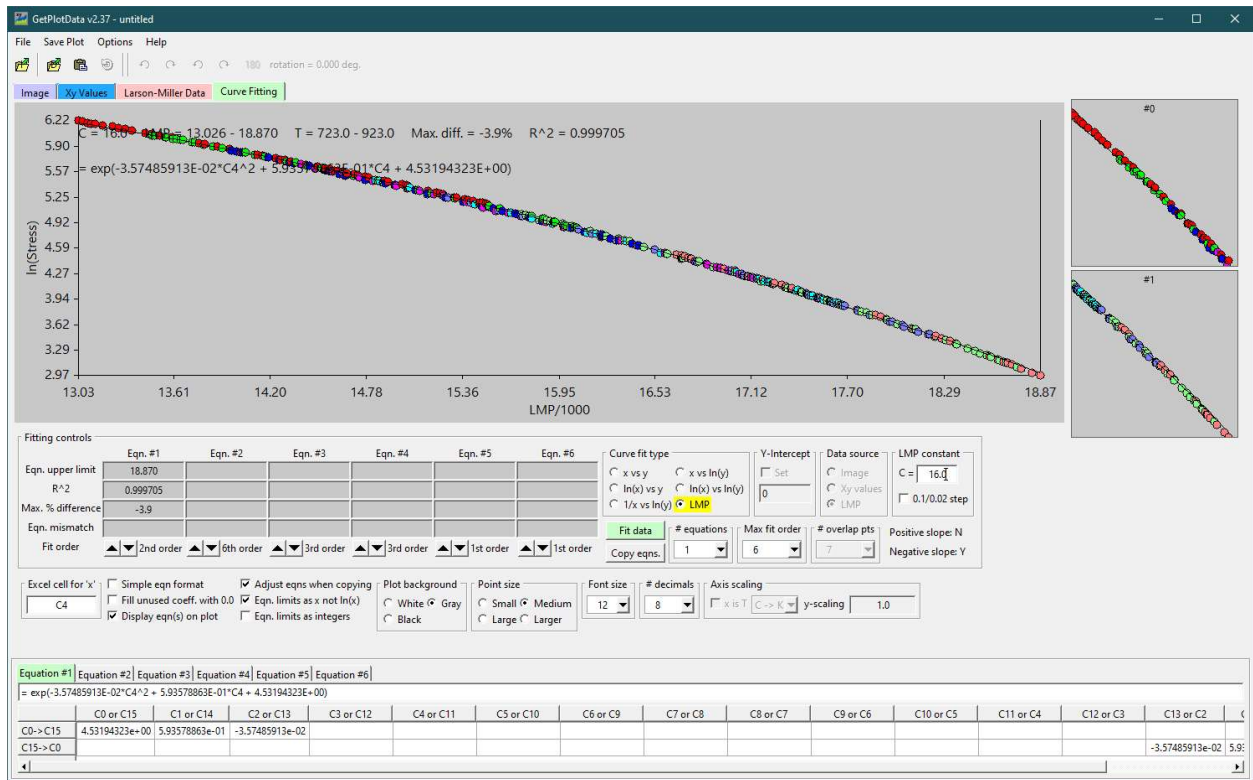 GetPlotData v2.37 - untitled
File Save Plot Options Help
180 rotation = 0.000 deg.
Image Xy Values Larson-Miller Data Curve Fitting
C = 16.0 LMP = 13.026 - 18.870 T = 723.0 - 923.0 Max. diff. = -3.9% R^2 = 0.999705
= exp(-3.57485913E-02*C4^2 + 5.93578863E-01*C4 + 4.53194323E+00)
ln(Stress)
6.22
5.90
5.57
5.25
4.92
4.59
4.27
3.94
3.62
3.29
2.97
13.03 13.61 14.20 14.78 15.36 15.95 16.53 17.12 17.70 18.29 18.87
LMP/1000
#0
#1
Fitting controls
Eqn. #1 Eqn. #2 Eqn. #3 Eqn. #4 Eqn. #5 Eqn. #6
Eqn. upper limit 18.870
R^2 0.999705
Max. % difference -3.9
Eqn. mismatch
Fit order 2nd order 6th order 3rd order 3rd order 1st order 1st order
Curve fit type
x vs y x vs ln(y)
ln(x) vs y ln(x) vs ln(y)
1/x vs ln(y) LMP
Y-Intercept
Set
0
Data source
Image
Xy values
LMP
LMP constant
C = 16.0
0.1/0.02 step
Fit data
Copy eqns.
# equations
1
Max fit order
6
# overlap pts
7
Positive slope: N
Negative slope: Y
Excel cell for 'x'
C4
Simple eqn format
Fill unused coeff. with 0.0
Display eqn(s) on plot
Adjust eqns when copying
Eqn. limits as x not ln(x)
Eqn. limits as integers
Plot background
White Gray
Black
Point size
Small Medium
Large Larger
Font size
12
# decimals
8
Axis scaling
x is T C -> K y-scaling 1.0
Equation #1 Equation #2 Equation #3 Equation #4 Equation #5 Equation #6
= exp(-3.57485913E-02*C4^2 + 5.93578863E-01*C4 + 4.53194323E+00)
C0 or C15 C1 or C14 C2 or C13 C3 or C12 C4 or C11 C5 or C10 C6 or C9 C7 or C8 C8 or C7 C9 or C6 C10 or C5 C11 or C4 C12 or C3 C13 or C2
C0->C15 4.53194323e+00 5.93578863e-01 -3.57485913e-02
C15->C0 -3.57485913e-02 5.93